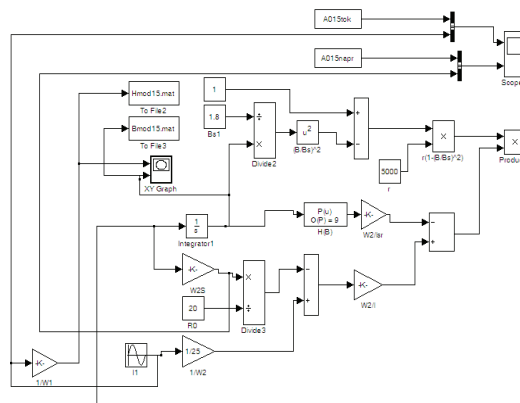 A015tok
A015napr
Scope
Hmod15.mat
To File2
1
Bmod15.mat
To File3
1.8
Bs1
÷
×
Divide2
u²
(B/Bs)^2
+
−
×
r(1-(B/Bs)^2)
×
Produc
5000
r
XY Graph
1
s
Integrator1
P(u)
O(P) = 9
H(B)
-K-
W2/lsr
−
+
-K-
W2S
×
÷
Divide3
−
+
-K-
W2/l
20
R0
-K-
1/W1
I1
1/25
1/W2